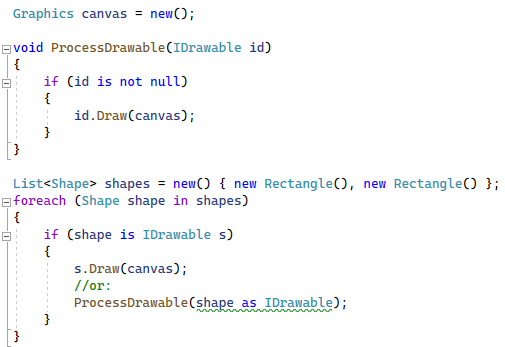 Graphics canvas = new();
void ProcessDrawable(IDrawable id)
{
    if (id is not null)
    {
        id.Draw(canvas);
    }
}
List<Shape> shapes = new() { new Rectangle(), new Rectangle() };
foreach (Shape shape in shapes)
{
    if (shape is IDrawable s)
    {
        s.Draw(canvas);
        //or:
        ProcessDrawable(shape as IDrawable);
    }
}